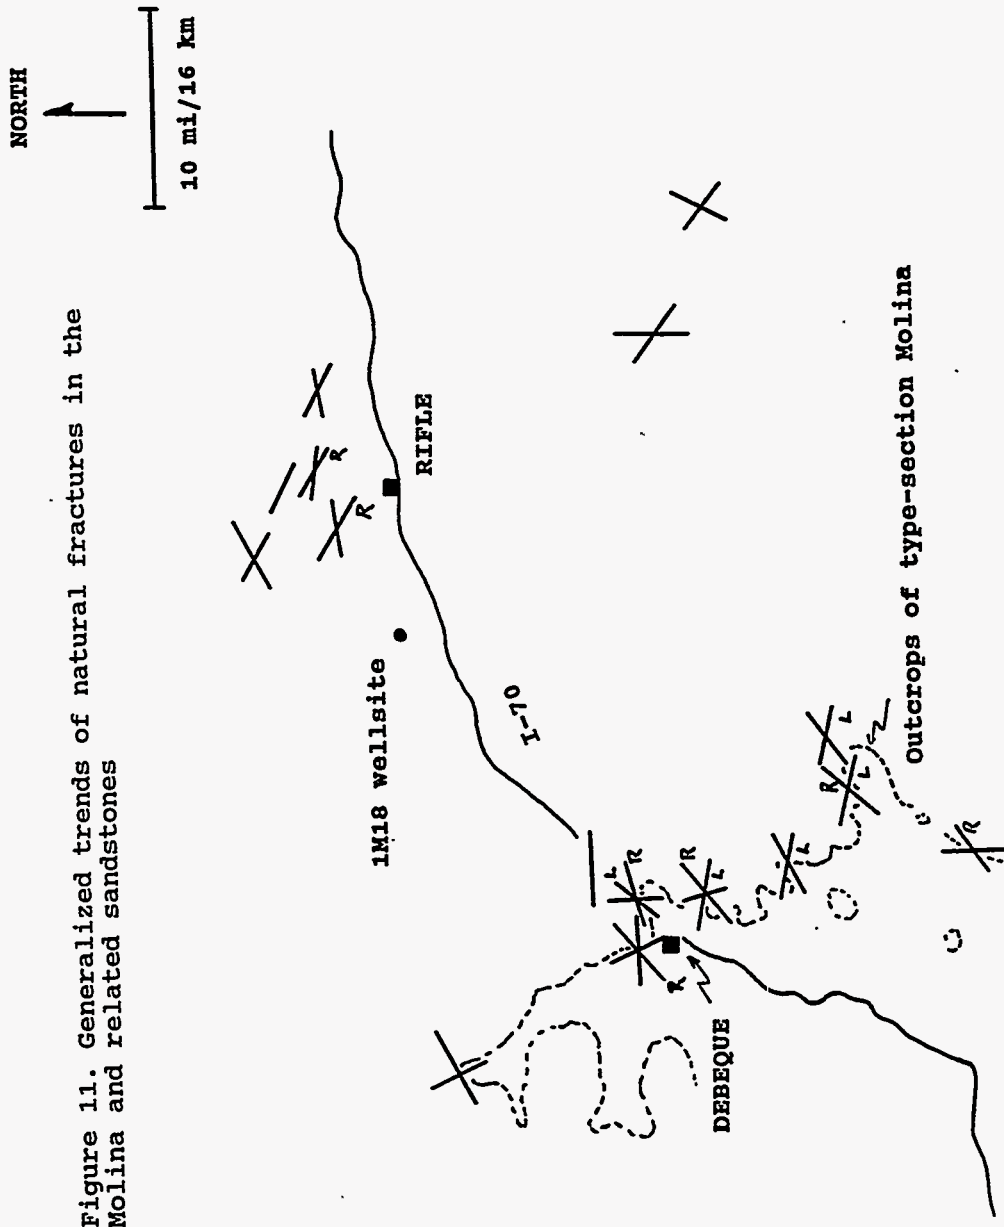 Figure 11. Generalized trends of natural fractures in the
Molina and related sandstones
NORTH
10 mi/16 km
R
R
RIFLE
1M18 wellsite
I-70
L
R
R
L
R
DEBEQUE
L
R
L
L
R
Outcrops of type-section Molina